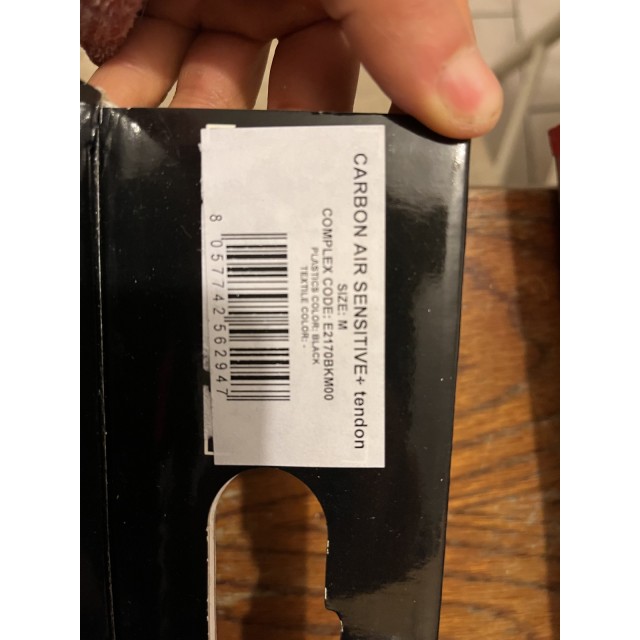 CARBON AIR SENSITIVE+ tendon
SIZE: M
COMPLEX CODE: E2170BKM00
PLASTICS COLOR: BLACK
TEXTILE COLOR: -
8 057742 562947